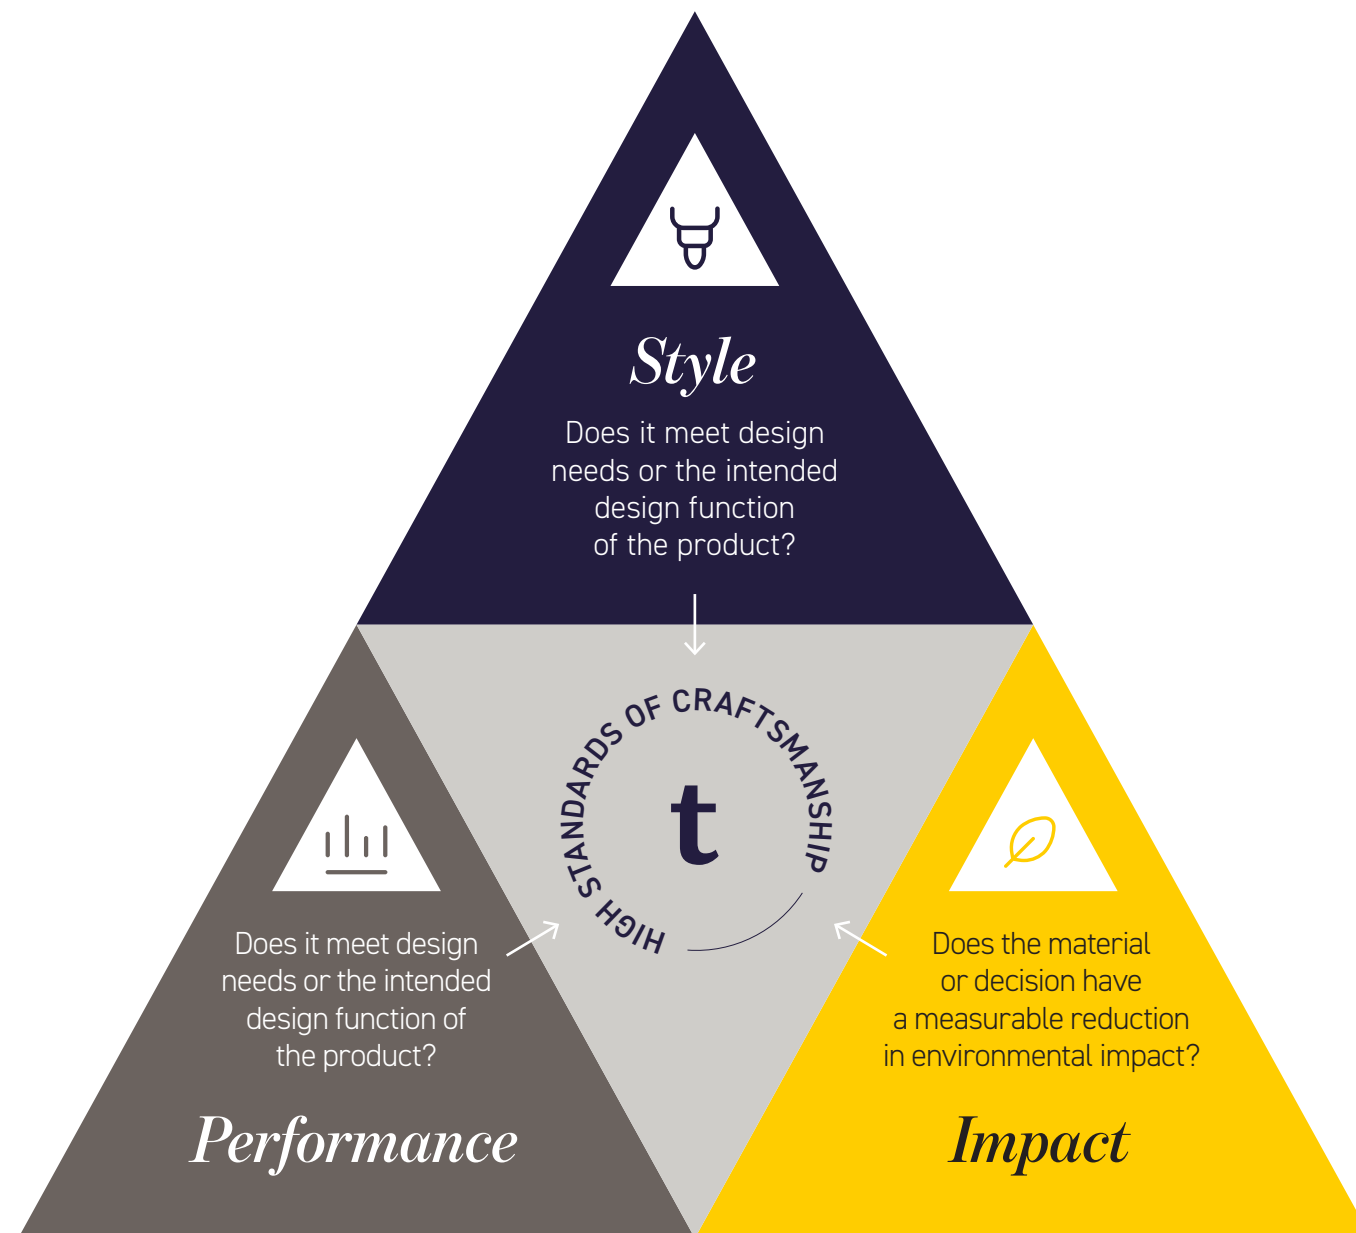 Style
Does it meet design
needs or the intended
design function
of the product?
HIGH STANDARDS OF CRAFTSMANSHIP
t
Does it meet design
needs or the intended
design function of
the product?
Performance
Does the material
or decision have
a measurable reduction
in environmental impact?
Impact